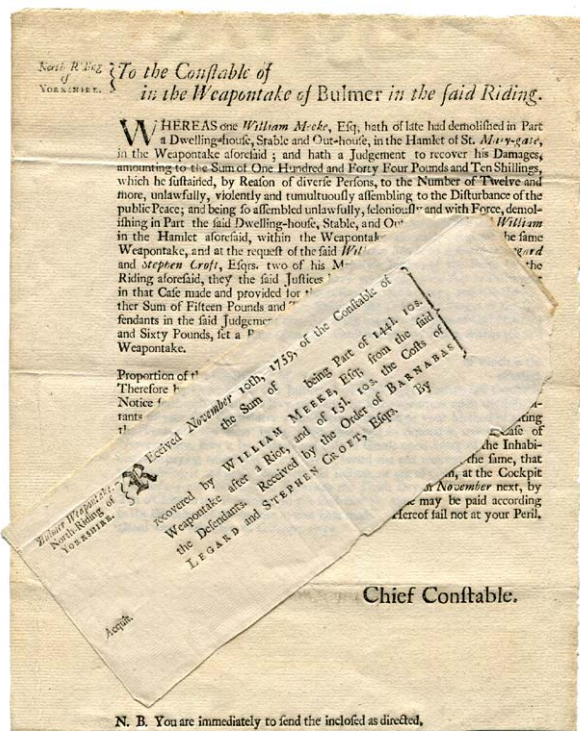 North Riding
of
YORKSHIRE.
To the Conſtable of
in the Weapontake of Bulmer in the ſaid Riding.
WHEREAS one William Meeke, Eſq; hath of late had demoliſhed in Part
a Dwelling-houſe, Stable and Out-houſe, in the Hamlet of St. Mary-gate,
in the Weapontake aforeſaid; and hath a Judgement to recover his Damages,
amounting to the Sum of One Hundred and Forty Four Pounds and Ten Shillings,
which he ſuſtained, by Reaſon of diverſe Perſons, to the Number of Twelve and
more, unlawfully, violently and tumultuouſly aſſembling to the Diſturbance of the
public Peace; and being ſo aſſembled unlawfully, feloniouſly and with Force, demol-
iſhing in Part the ſaid Dwelling-houſe, Stable, and Out William
in the Hamlet aforeſaid, within the Weapontake the ſame
Weapontake, and at the requeſt of the ſaid
and Stephen Croft, Eſqrs. two of his the
Riding aforeſaid, they the ſaid Juſtices
in that Caſe made and provided for
ther Sum of Fifteen Pounds and
fendants in the ſaid
and Sixty Pounds, ſet a
Weapontake.
Proportion of
Therefore
Notice
the Inhabi-
the ſame, that
at the Cockpit
November next, by
may be paid according
Hereof fail not at your Peril.
Chief Conſtable.
N. B. You are immediately to ſend the incloſed as directed.
Bulmer Weapontake.
North-Riding of
YORKSHIRE.
REceived November 10th, 1759, of the Conſtable of
the Sum of being Part of 144l. 10s.
recovered by WILLIAM MEEKE, Eſq; from the ſaid
Weapontake after a Riot, and of 15l. 10s. the Coſts of
the Defendants. Received by the Order of BARNABAS
LEGARD and STEPHEN CROFT, Eſqrs. By
Acquit.